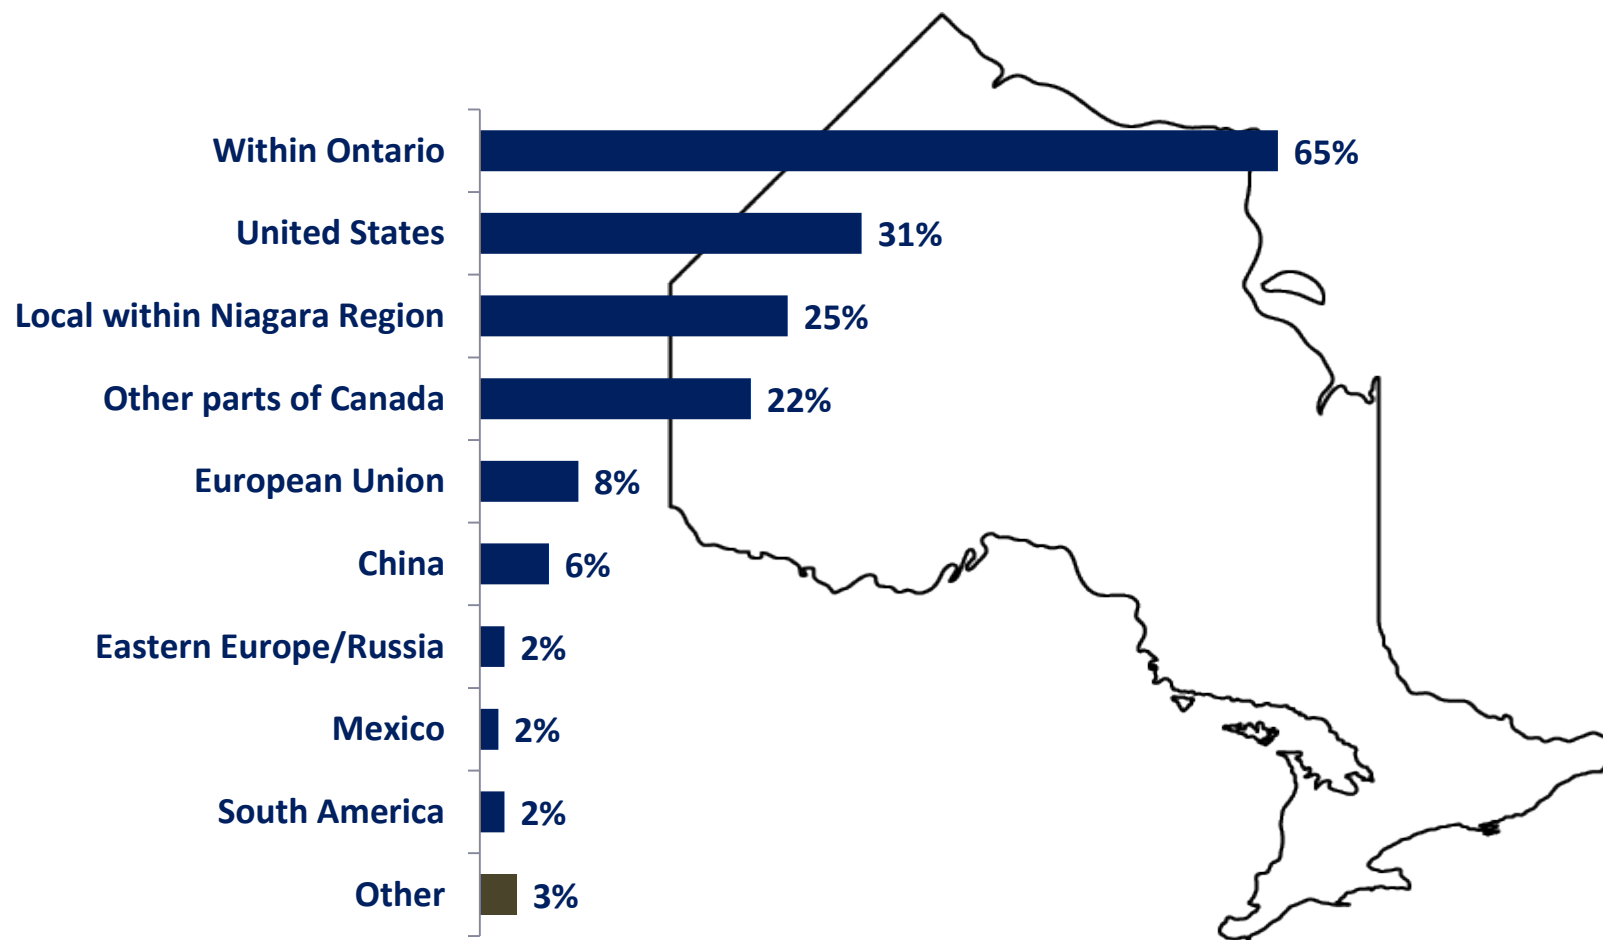 Within Ontario 65%
United States 31%
Local within Niagara Region 25%
Other parts of Canada 22%
European Union 8%
China 6%
Eastern Europe/Russia 2%
Mexico 2%
South America 2%
Other 3%